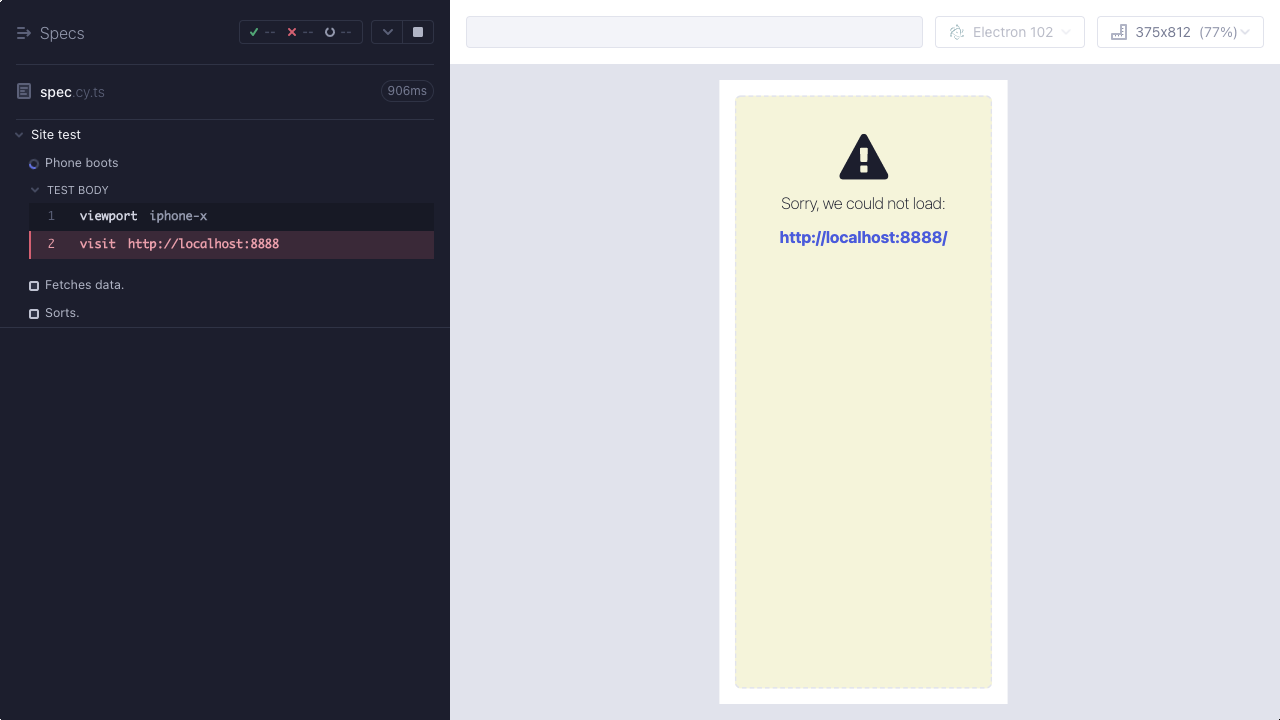 Specs
-- -- --
spec.cy.ts 906ms
Site test
Phone boots
TEST BODY
1 viewport iphone-x
2 visit http://localhost:8888
Fetches data.
Sorts.
Electron 102
375x812 (77%)
Sorry, we could not load:
http://localhost:8888/